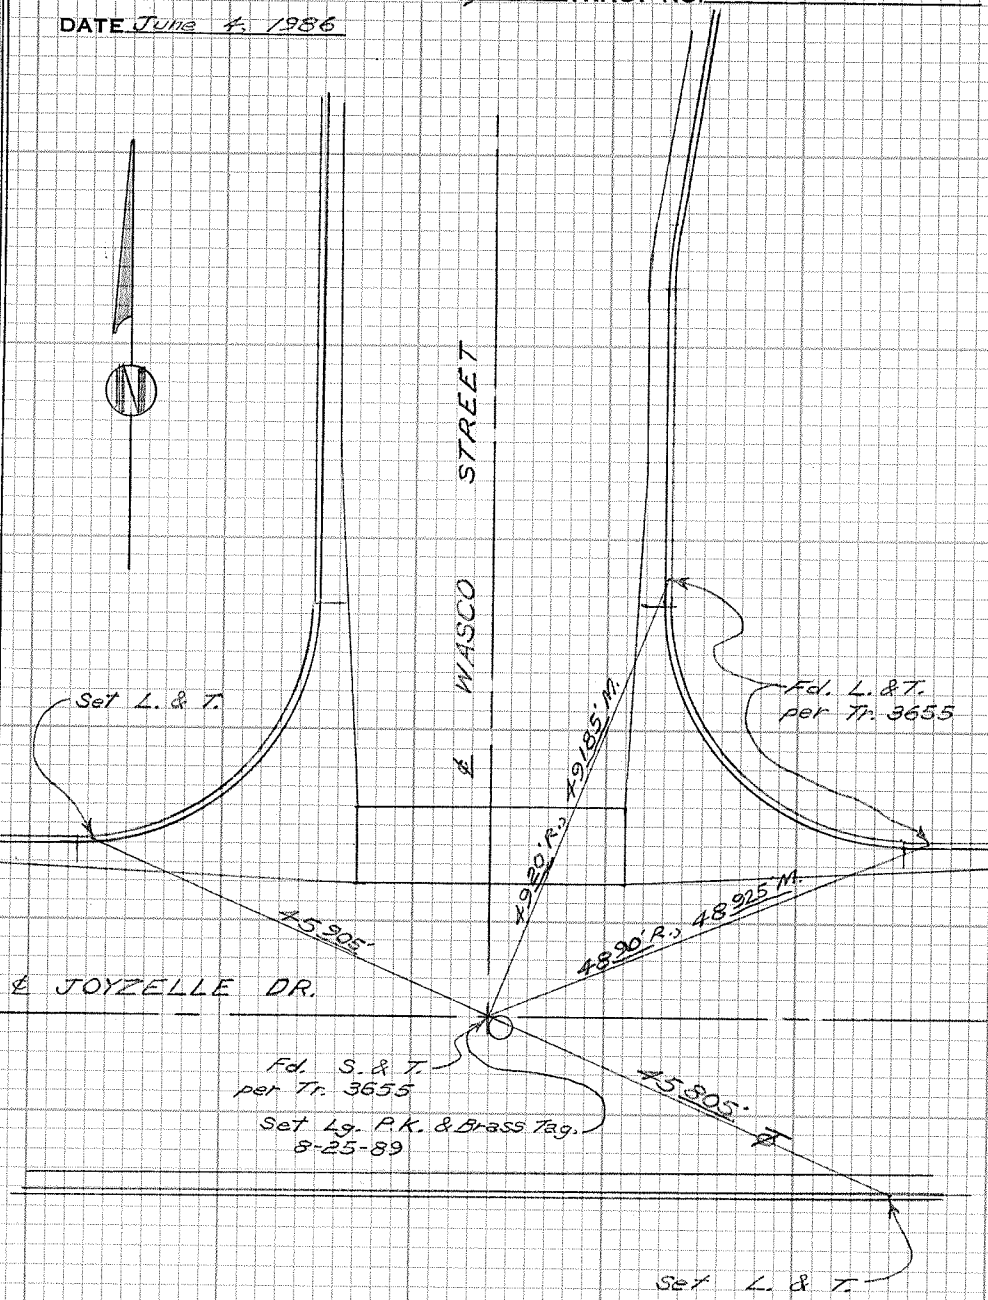 DATE June 4, 1986
STREET
WASCO
℄
Set L. & T.
Fd. L. & T.
per Tr. 3655
49.20' R., 49.185' M.
48.90' R., 48.925' M.
45.905'
℄ JOYZELLE DR.
Fd. S. & T.
per Tr. 3655
Set Lg. P.K. & Brass Tag.
8-25-89
45.805'
Set L. & T.